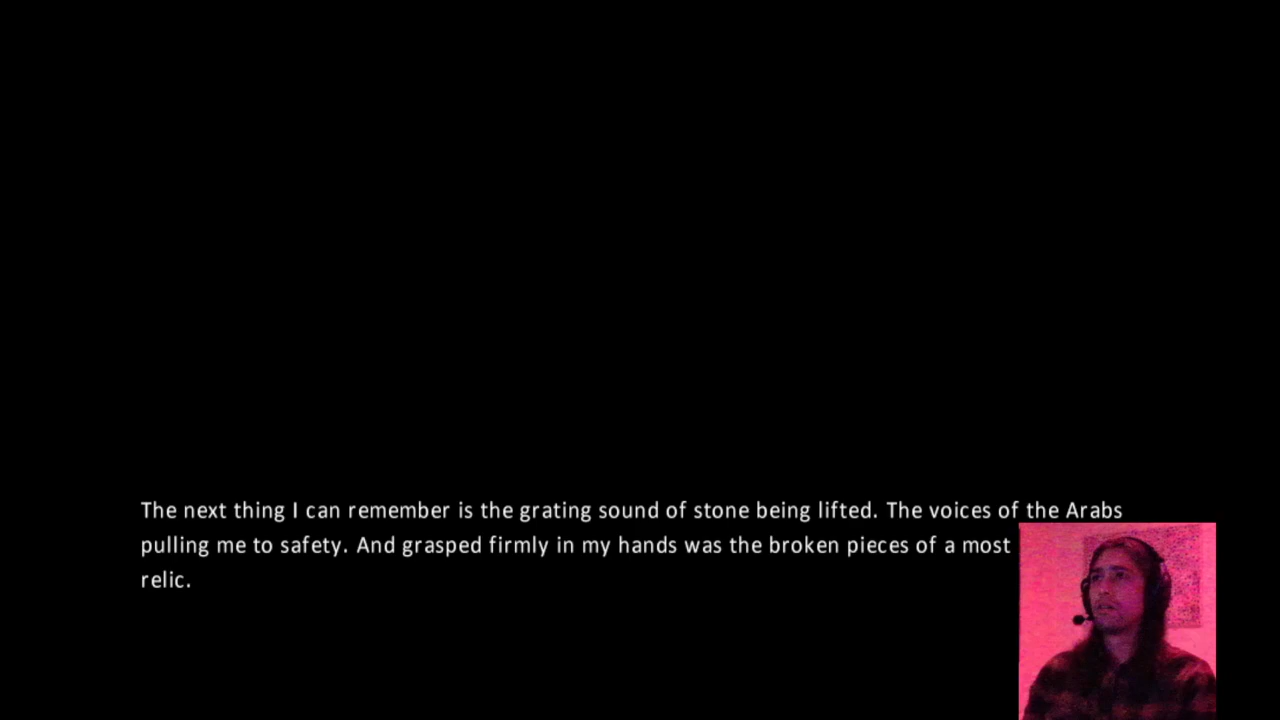 The next thing I can remember is the grating sound of stone being lifted. The voices of the Arabs
pulling me to safety. And grasped firmly in my hands was the broken pieces of a most
relic.